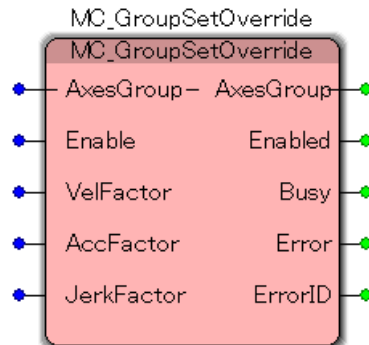 MC_GroupSetOverride
MC_GroupSetOverride
AxesGroup- AxesGroup
Enable Enabled
VelFactor Busy
AccFactor Error
JerkFactor ErrorID